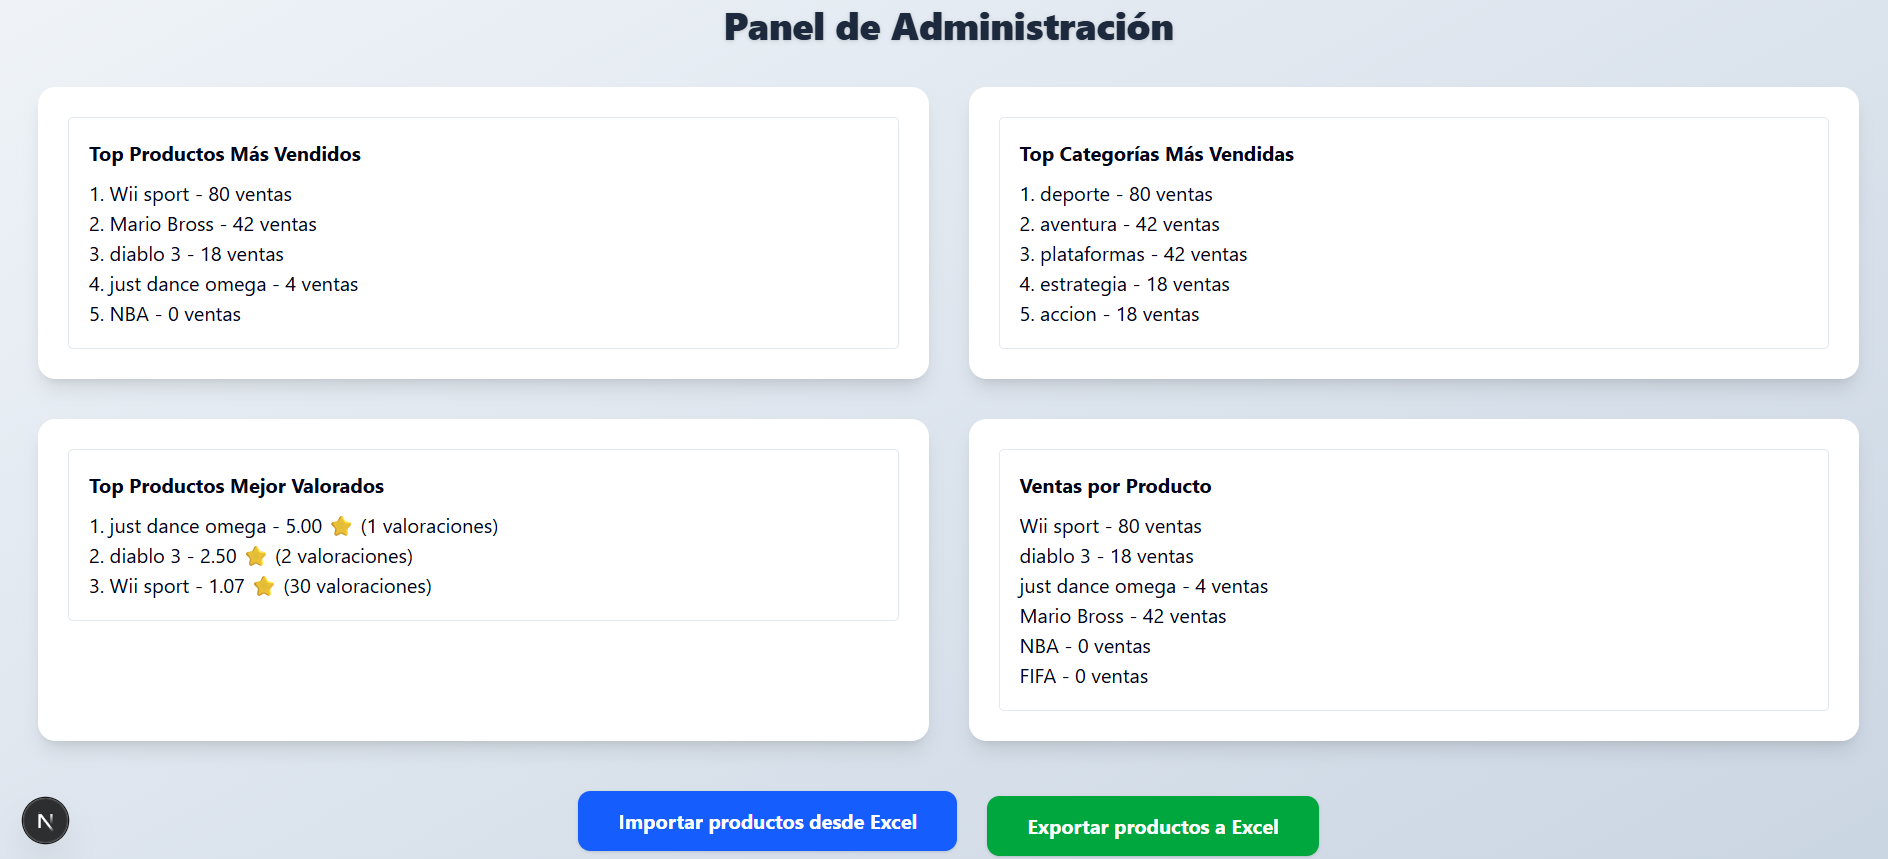 Panel de Administración
Top Productos Más Vendidos
1. Wii sport - 80 ventas
2. Mario Bross - 42 ventas
3. diablo 3 - 18 ventas
4. just dance omega - 4 ventas
5. NBA - 0 ventas
Top Categorías Más Vendidas
1. deporte - 80 ventas
2. aventura - 42 ventas
3. plataformas - 42 ventas
4. estrategia - 18 ventas
5. accion - 18 ventas
Top Productos Mejor Valorados
1. just dance omega - 5.00 ⭐ (1 valoraciones)
2. diablo 3 - 2.50 ⭐ (2 valoraciones)
3. Wii sport - 1.07 ⭐ (30 valoraciones)
Ventas por Producto
Wii sport - 80 ventas
diablo 3 - 18 ventas
just dance omega - 4 ventas
Mario Bross - 42 ventas
NBA - 0 ventas
FIFA - 0 ventas
N
Importar productos desde Excel
Exportar productos a Excel